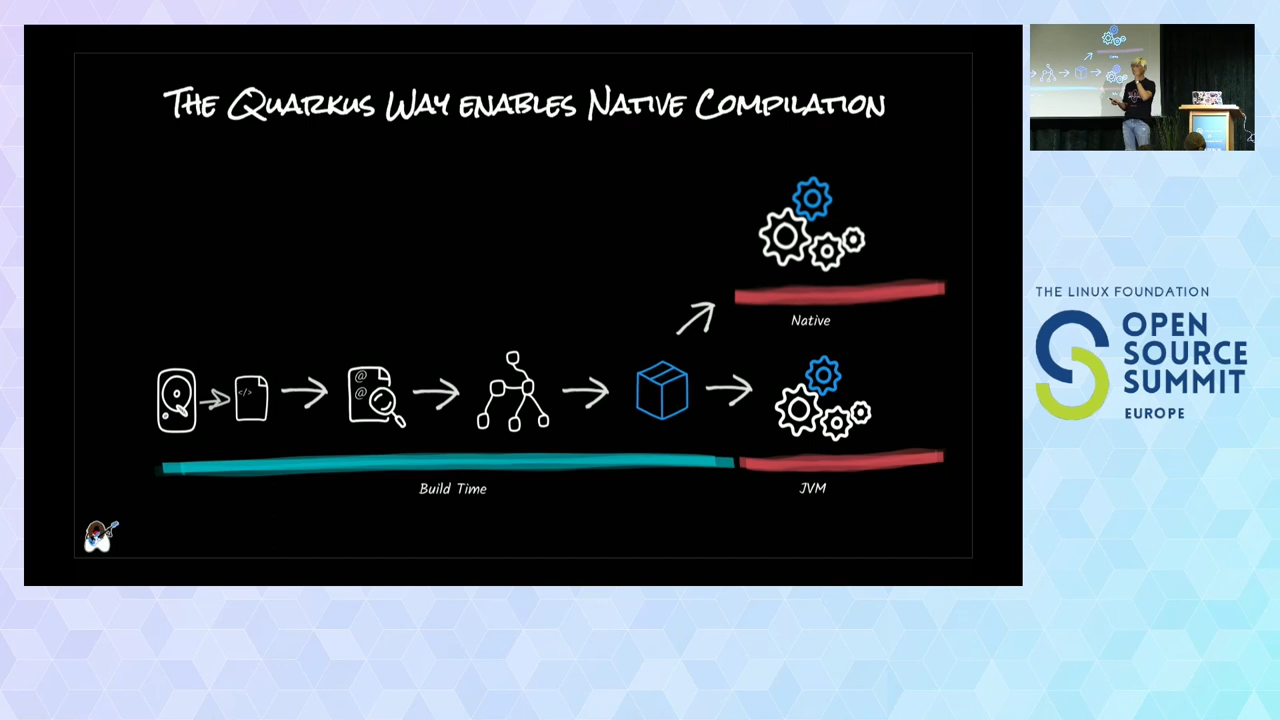 The Quarkus Way enables Native Compilation
Native
@
@
</>
Build Time
JVM
THE LINUX FOUNDATION
OPEN
SOURCE
SUMMIT
EUROPE